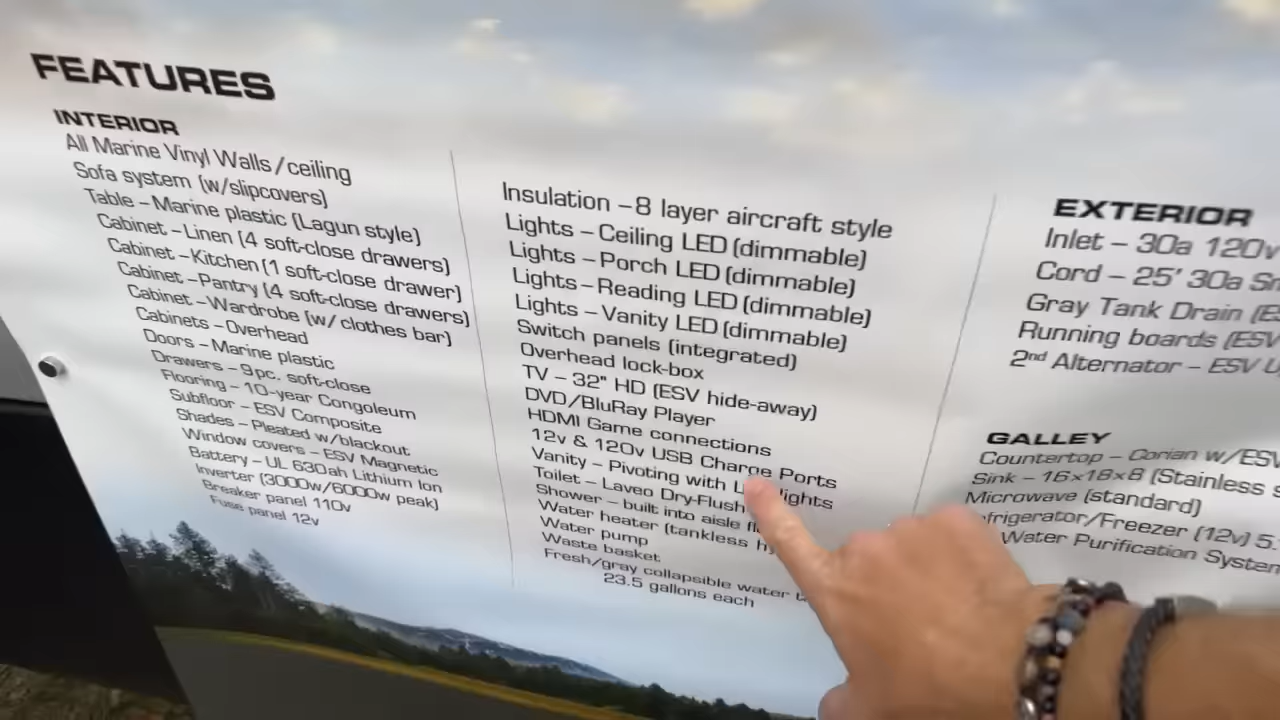 FEATURES
INTERIOR
All Marine Vinyl Walls/ceiling
Sofa system (w/slipcovers)
Table – Marine plastic (Lagun style)
Cabinet – Linen (4 soft-close drawers)
Cabinet – Kitchen (1 soft-close drawer)
Cabinet – Pantry (4 soft-close drawers)
Cabinet – Wardrobe (w/ clothes bar)
Cabinets – Overhead
Doors – Marine plastic
Drawers – 9pc. soft-close
Flooring – 10-year Congoleum
Subfloor – ESV Composite
Shades – Pleated w/blackout
Window covers – ESV Magnetic
Battery – UL 630ah Lithium Ion
Inverter (3000w/6000w peak)
Breaker panel 110v
Fuse panel 12v
Insulation – 8 layer aircraft style
Lights – Ceiling LED (dimmable)
Lights – Porch LED (dimmable)
Lights – Reading LED (dimmable)
Lights – Vanity LED (dimmable)
Switch panels (integrated)
Overhead lock-box
TV – 32" HD (ESV hide-away)
DVD/BluRay Player
HDMI Game connections
12v & 120v USB Charge Ports
Vanity – Pivoting with lights
Toilet – Laveo Dry-Flush
Shower – built into aisle
Water heater (tankless
Water pump
Waste basket
Fresh/gray collapsible water
23.5 gallons each
EXTERIOR
Inlet – 30a 120v
Cord – 25' 30a
Gray Tank Drain
Running boards (ESV
2nd Alternator – ESV
GALLEY
Countertop – Corian w/ESV
Sink – 16x18x8 (Stainless
Microwave (standard)
frigerator/Freezer (12v) 5.
Water Purification System